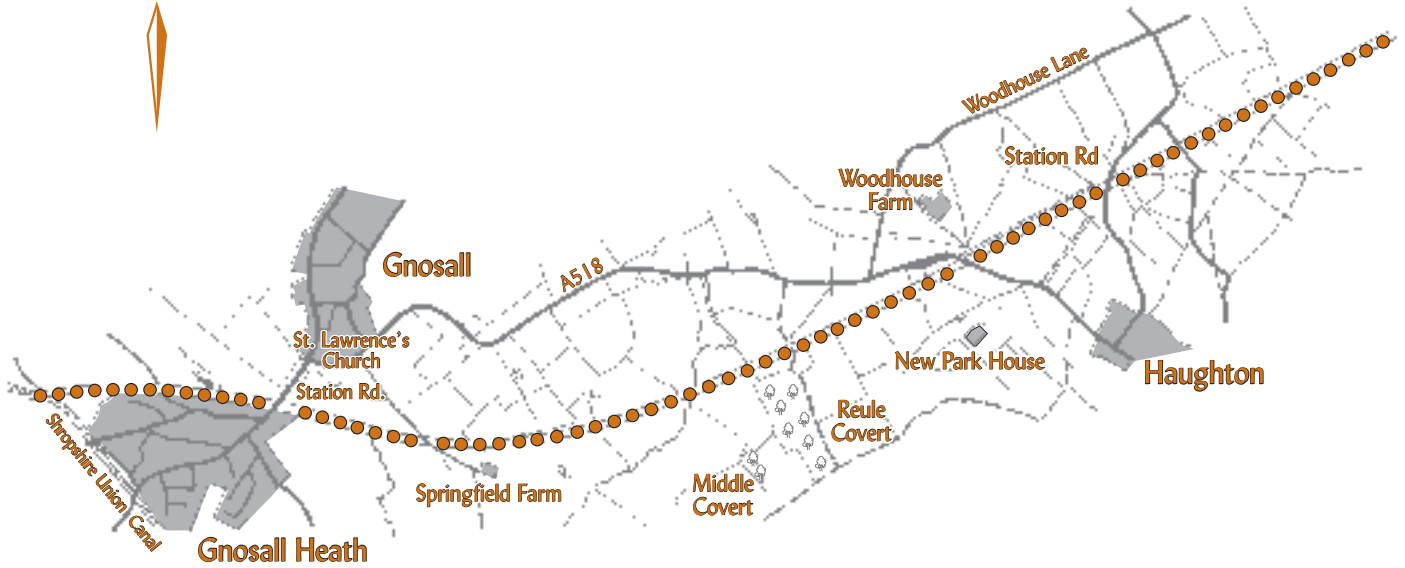 Woodhouse Lane
Station Rd
Woodhouse
Farm
Gnosall
A518
St. Lawrence's
Church
New Park House
Haughton
Station Rd.
Reule
Covert
Shropshire Union Canal
Springfield Farm
Middle
Covert
Gnosall Heath